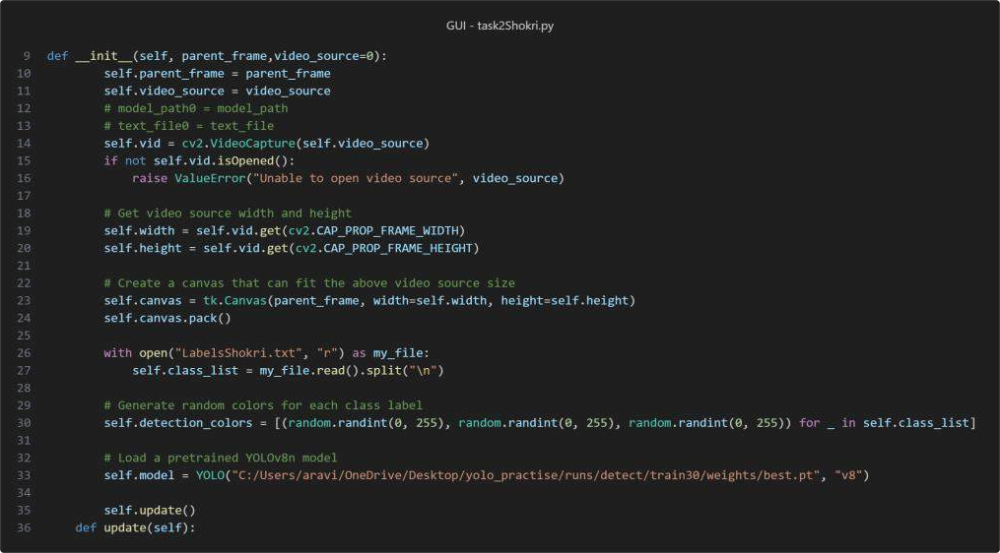 GUI - task2Shokri.py
9 def __init__(self, parent_frame,video_source=0):
10 self.parent_frame = parent_frame
11 self.video_source = video_source
12 # model_path0 = model_path
13 # text_file0 = text_file
14 self.vid = cv2.VideoCapture(self.video_source)
15 if not self.vid.isOpened():
16 raise ValueError("Unable to open video source", video_source)
17
18 # Get video source width and height
19 self.width = self.vid.get(cv2.CAP_PROP_FRAME_WIDTH)
20 self.height = self.vid.get(cv2.CAP_PROP_FRAME_HEIGHT)
21
22 # Create a canvas that can fit the above video source size
23 self.canvas = tk.Canvas(parent_frame, width=self.width, height=self.height)
24 self.canvas.pack()
25
26 with open("LabelsShokri.txt", "r") as my_file:
27 self.class_list = my_file.read().split("\n")
28
29 # Generate random colors for each class label
30 self.detection_colors = [(random.randint(0, 255), random.randint(0, 255), random.randint(0, 255)) for _ in self.class_list]
31
32 # Load a pretrained YOLOv8n model
33 self.model = YOLO("C:/Users/aravi/OneDrive/Desktop/yolo_practise/runs/detect/train30/weights/best.pt", "v8")
34
35 self.update()
36 def update(self):